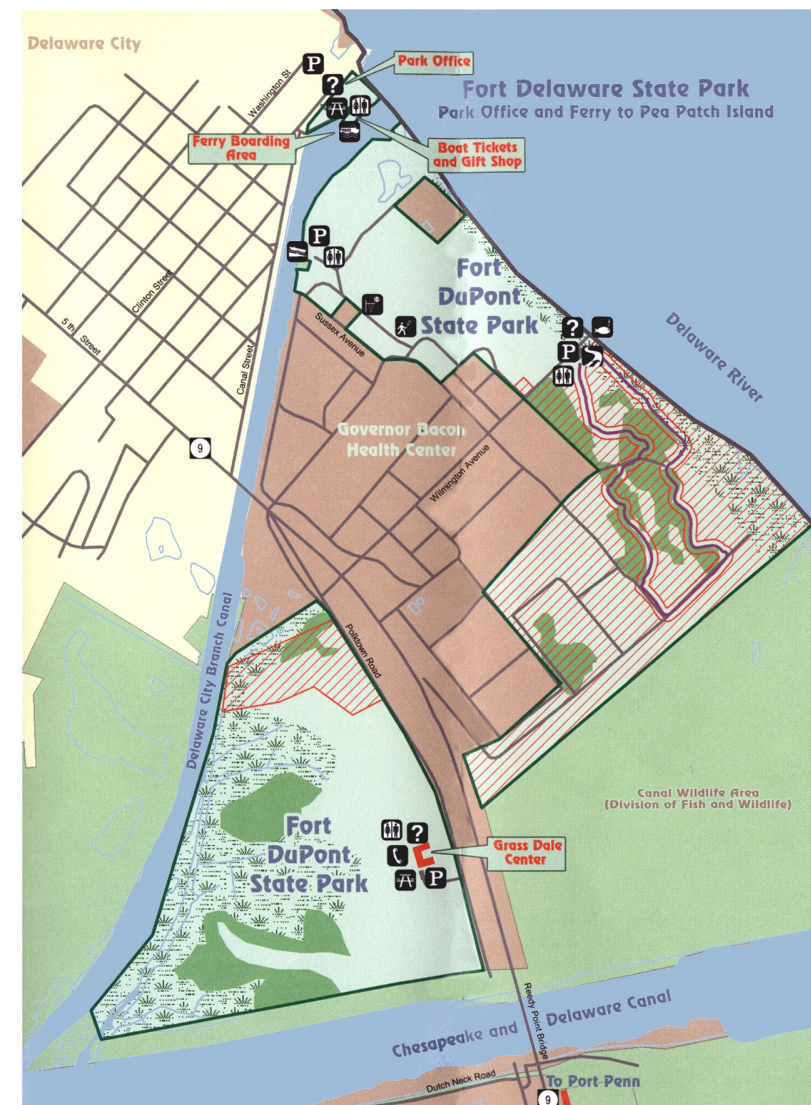 Delaware City
Park Office
P
?
Washington St
Fort Delaware State Park
Park Office and Ferry to Pea Patch Island
Ferry Boarding
Area
Boat Tickets
and Gift Shop
P
Fort
DuPont
State Park
Clinton Street
5 th Street
Sussex Avenue
Canal Street
?
P
Delaware River
9
Governor Bacon
Health Center
Wilmington Avenue
Delaware City Branch Canal
Polktown Road
Canal Wildlife Area
(Division of Fish and Wildlife)
Fort
DuPont
State Park
?
P
Grass Dale
Center
Reedy Point Bridge
Chesapeake and Delaware Canal
Dutch Neck Road
To Port Penn
9